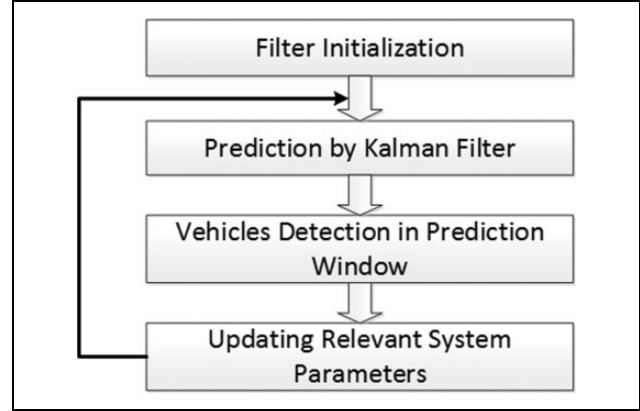 Filter Initialization
Prediction by Kalman Filter
Vehicles Detection in Prediction
Window
Updating Relevant System
Parameters